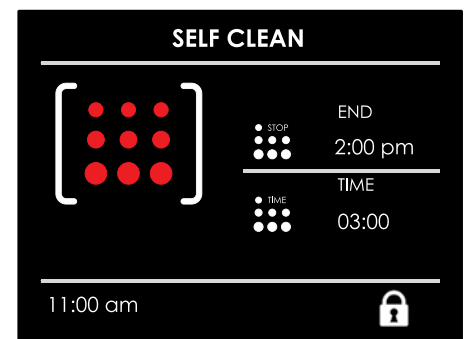 SELF CLEAN
STOP
END
2:00 pm
TIME
TIME
03:00
11:00 am